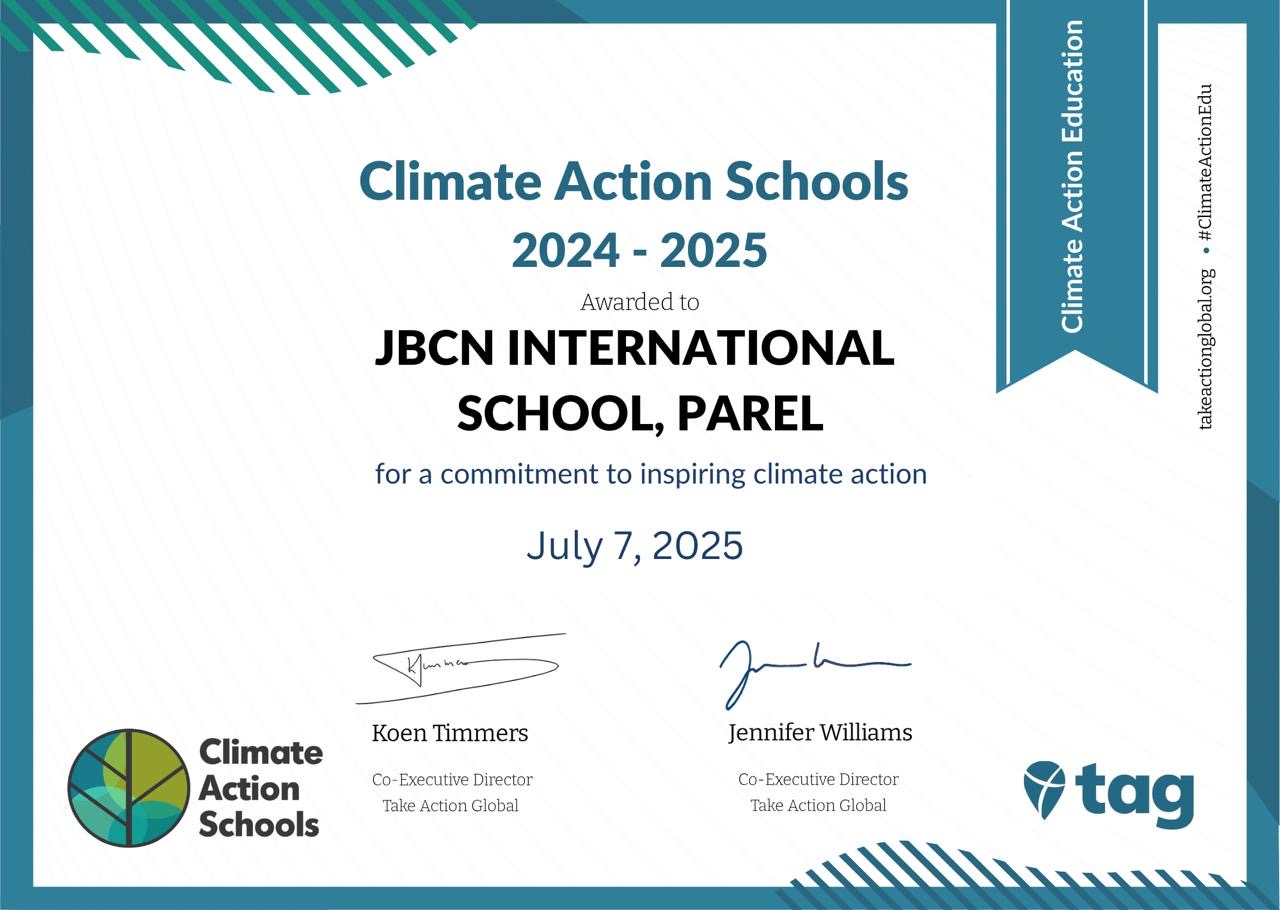 Climate Action Education
takeactionglobal.org • #ClimateActionEdu
Climate Action Schools
2024 - 2025
Awarded to
JBCN INTERNATIONAL
SCHOOL, PAREL
for a commitment to inspiring climate action
July 7, 2025
Koen Timmers
Co-Executive Director
Take Action Global
Jennifer Williams
Co-Executive Director
Take Action Global
Climate
Action
Schools
tag